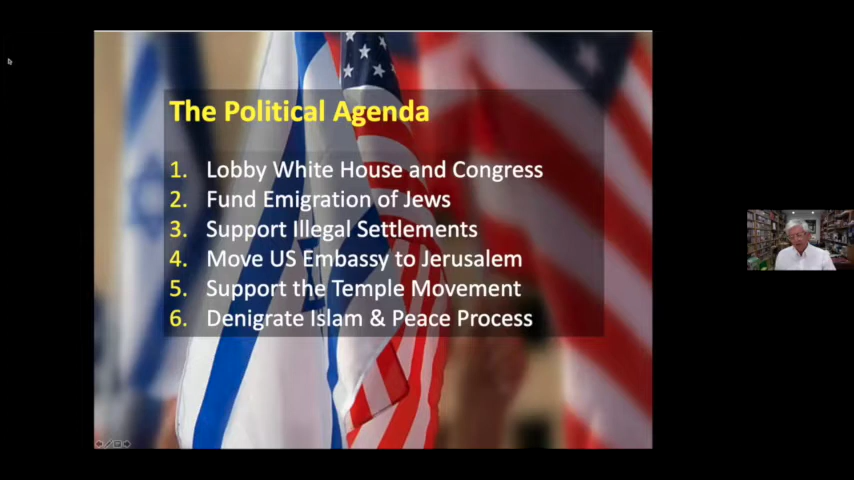 The Political Agenda
1. Lobby White House and Congress
2. Fund Emigration of Jews
3. Support Illegal Settlements
4. Move US Embassy to Jerusalem
5. Support the Temple Movement
6. Denigrate Islam & Peace Process